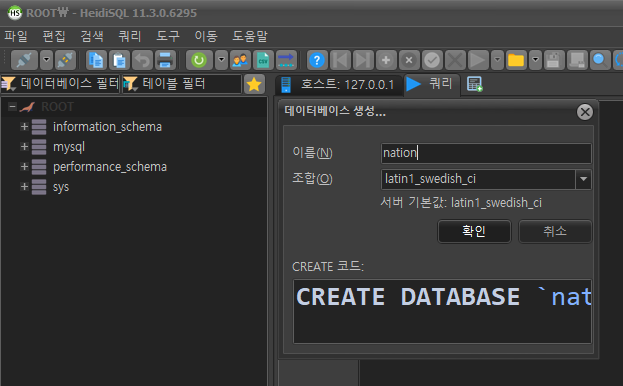 ROOT₩ - HeidiSQL 11.3.0.6295
파일 편집 검색 쿼리 도구 이동 도움말
데이터베이스 필터 테이블 필터
호스트: 127.0.0.1 쿼리
ROOT
information_schema
mysql
performance_schema
sys
데이터베이스 생성...
이름(N) nation
조합(O) latin1_swedish_ci
서버 기본값: latin1_swedish_ci
확인 취소
CREATE 코드:
CREATE DATABASE `nat